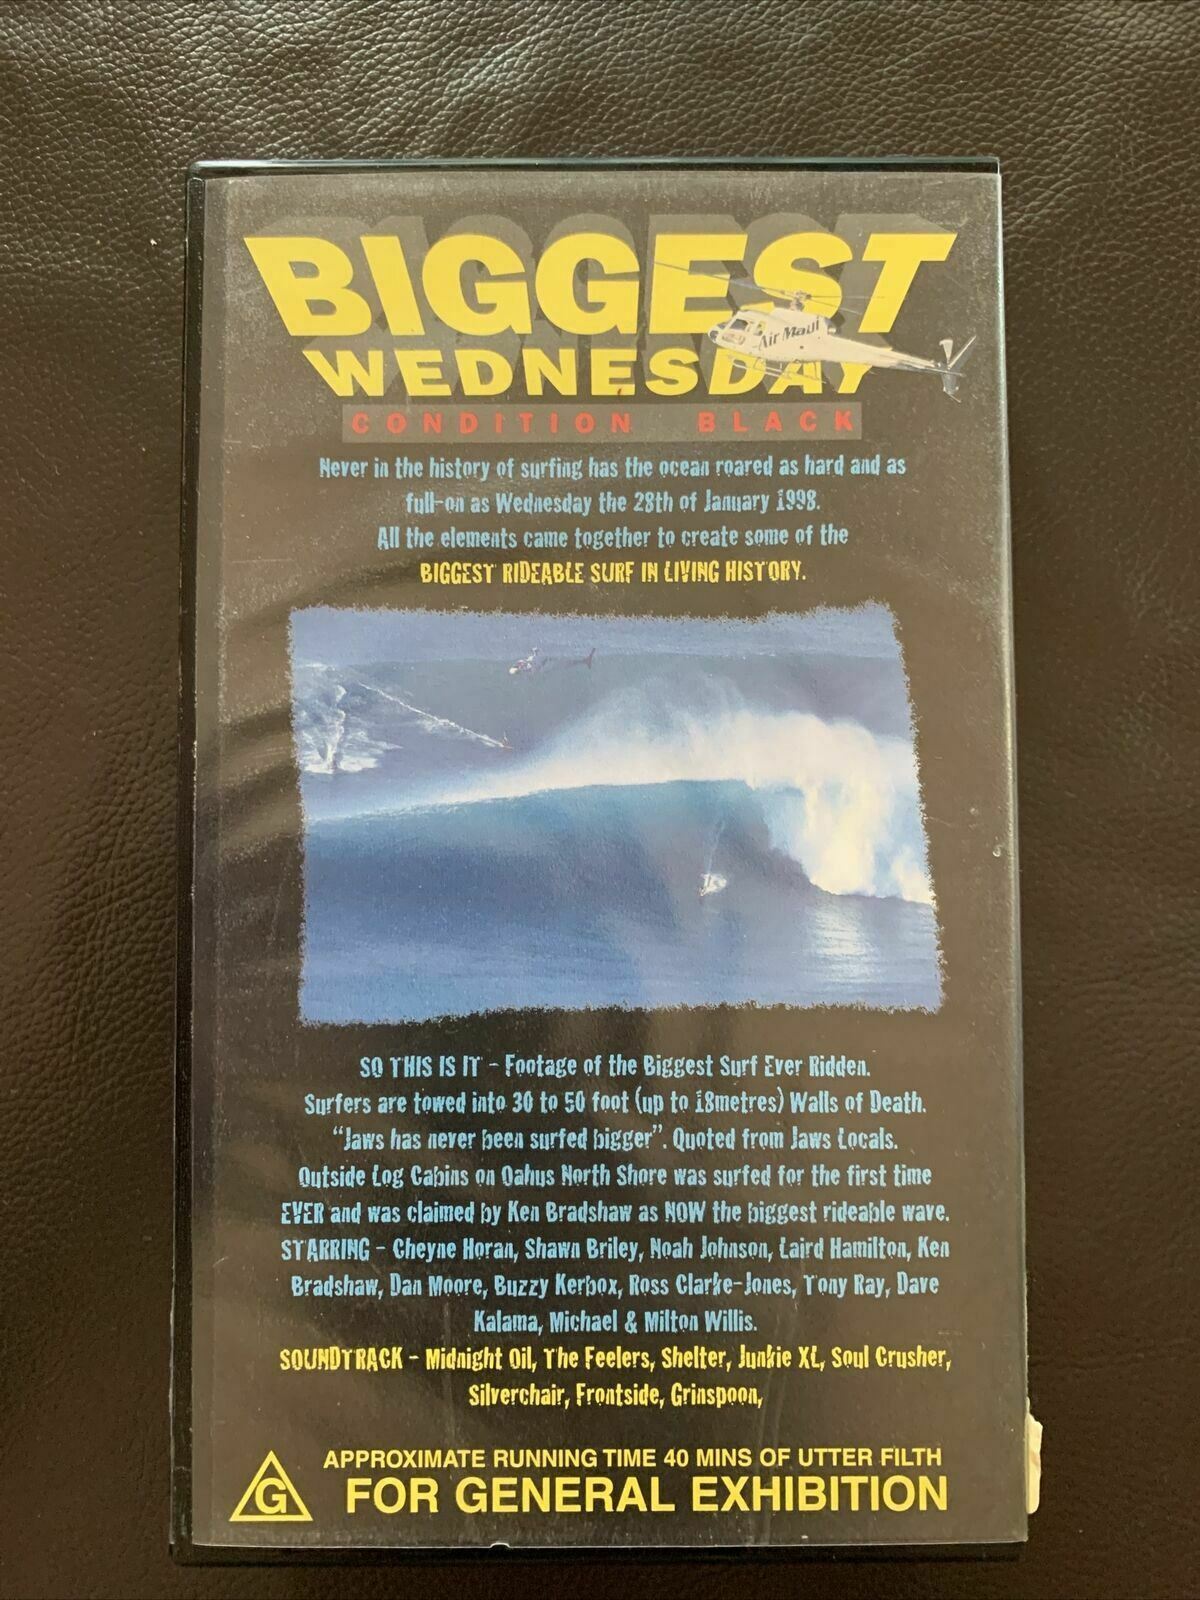 BIGGEST
Air Maui
WEDNESDAY
CONDITION BLACK
Never in the history of surfing has the ocean roared as hard and as
full-on as Wednesday the 28th of January 1998.
All the elements came together to create some of the
BIGGEST RIDEABLE SURF IN LIVING HISTORY.
SO THIS IS IT - Footage of the Biggest Surf Ever Ridden.
Surfers are towed into 30 to 50 foot (up to 18metres) Walls of Death.
"Jaws has never been surfed bigger". Quoted from Jaws Locals.
Outside Log Cabins on Oahus North Shore was surfed for the first time
EVER and was claimed by Ken Bradshaw as NOW the biggest rideable wave.
STARRING - Cheyne Horan, Shawn Briley, Noah Johnson, Laird Hamilton, Ken
Bradshaw, Dan Moore, Buzzy Kerbox, Ross Clarke-Jones, Tony Ray, Dave
Kalama, Michael & Milton Willis.
SOUNDTRACK - Midnight Oil, The Feelers, Shelter, Junkie XL, Soul Crusher,
Silverchair, Frontside, Grinspoon,
APPROXIMATE RUNNING TIME 40 MINS OF UTTER FILTH
G FOR GENERAL EXHIBITION